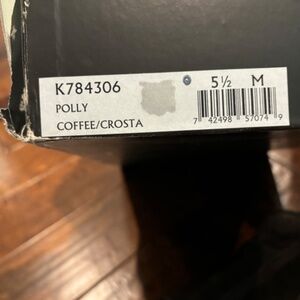 K784306 5½ M
POLLY
COFFEE/CROSTA
7 42498 57074 9